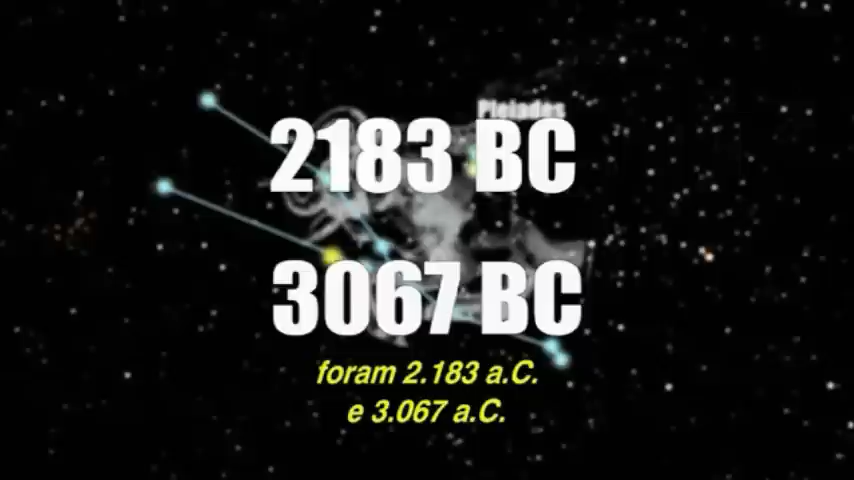 Pleiades
2183 BC
3067 BC
foram 2.183 a.C.
e 3.067 a.C.